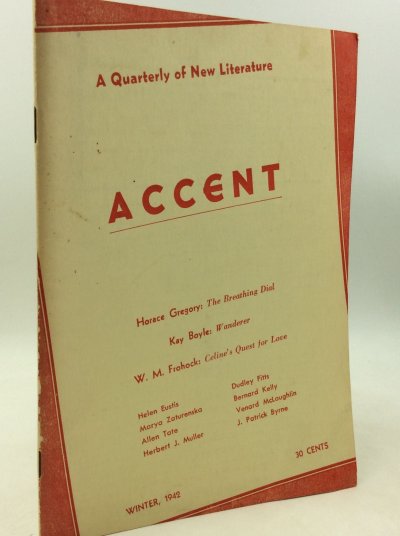 A Quarterly of New Literature
ACCENT
Horace Gregory: The Breathing Dial
Kay Boyle: Wanderer
W. M. Frohock: Celine's Quest for Love
Helen Eustis
Marya Zaturenska
Allen Tate
Herbert J. Muller
Dudley Fitts
Bernard Kelly
Venard McLaughlin
J. Patrick Byrne
WINTER, 1942
30 CENTS